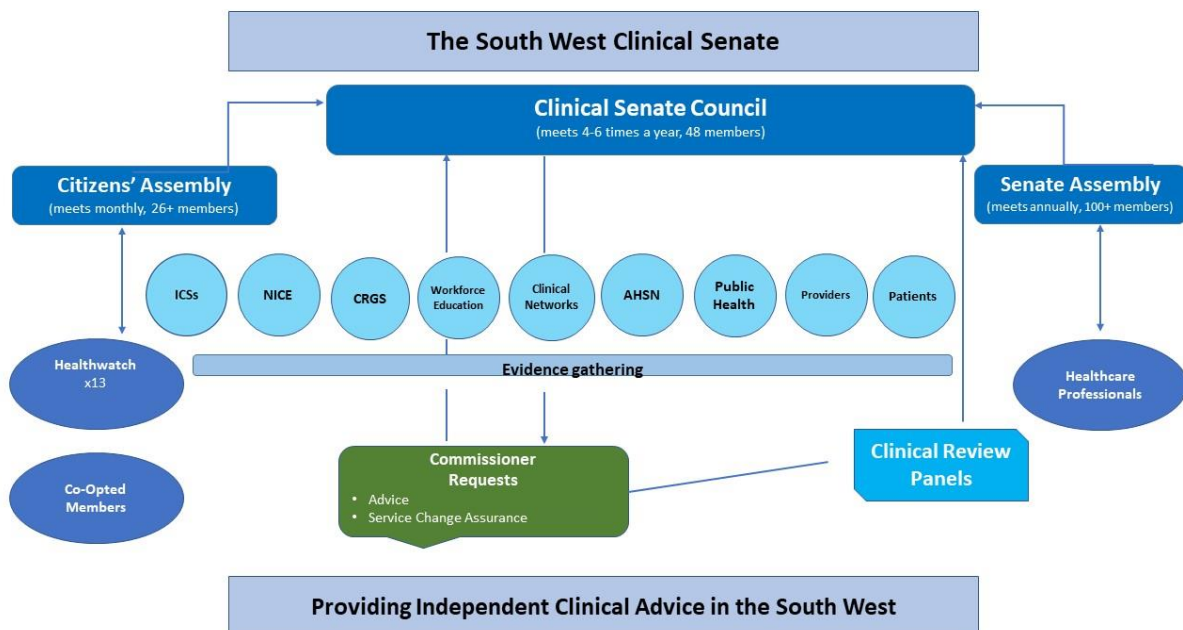 The South West Clinical Senate
Clinical Senate Council
(meets 4-6 times a year, 48 members)
Citizens’ Assembly
(meets monthly, 26+ members)
Senate Assembly
(meets annually, 100+ members)
ICSs
NICE
CRGS
Workforce
Education
Clinical
Networks
AHSN
Public
Health
Providers
Patients
Evidence gathering
Healthwatch
x13
Healthcare
Professionals
Co-Opted
Members
Commissioner
Requests
• Advice
• Service Change Assurance
Clinical Review
Panels
Providing Independent Clinical Advice in the South West